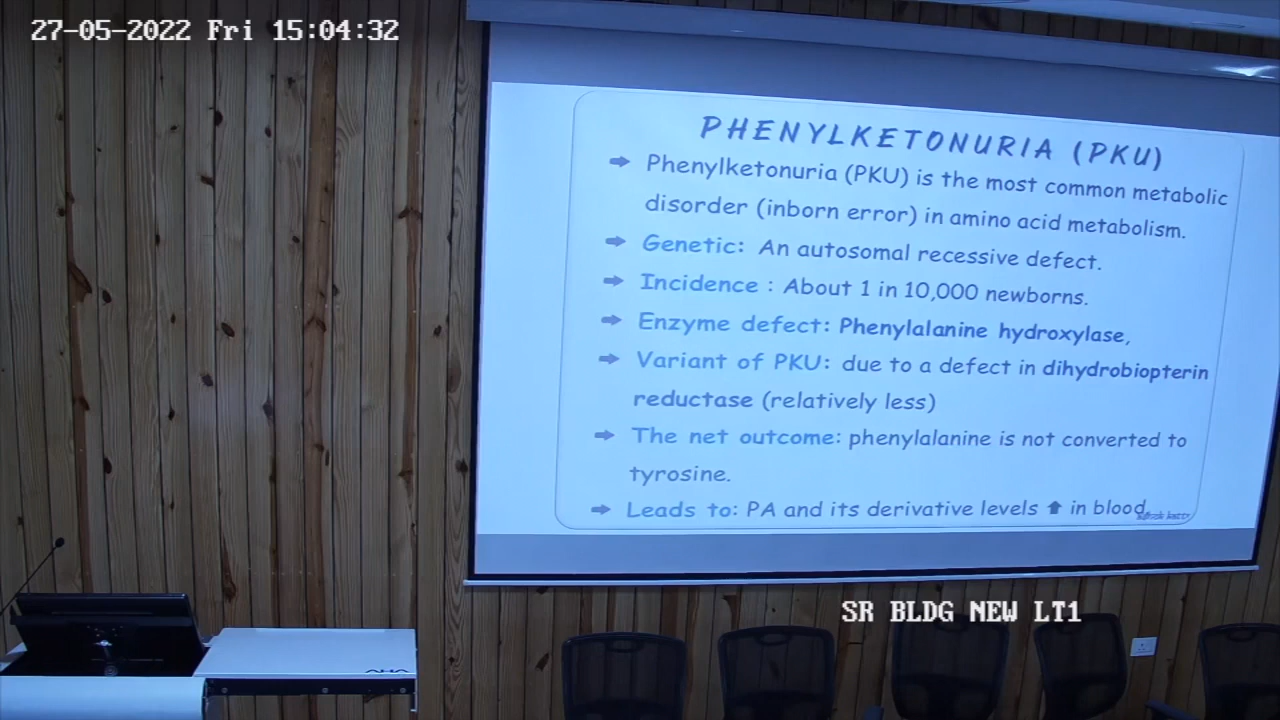 27-05-2022 Fri 15:04:32
PHENYLKETONURIA (PKU)
Phenylketonuria (PKU) is the most common metabolic
disorder (inborn error) in amino acid metabolism.
Genetic: An autosomal recessive defect.
Incidence : About 1 in 10,000 newborns.
Enzyme defect: Phenylalanine hydroxylase,
Variant of PKU: due to a defect in dihydrobiopterin
reductase (relatively less)
The net outcome: phenylalanine is not converted to
tyrosine.
Leads to: PA and its derivative levels ⬆ in blood
SR BLDG NEW LT1
AHA